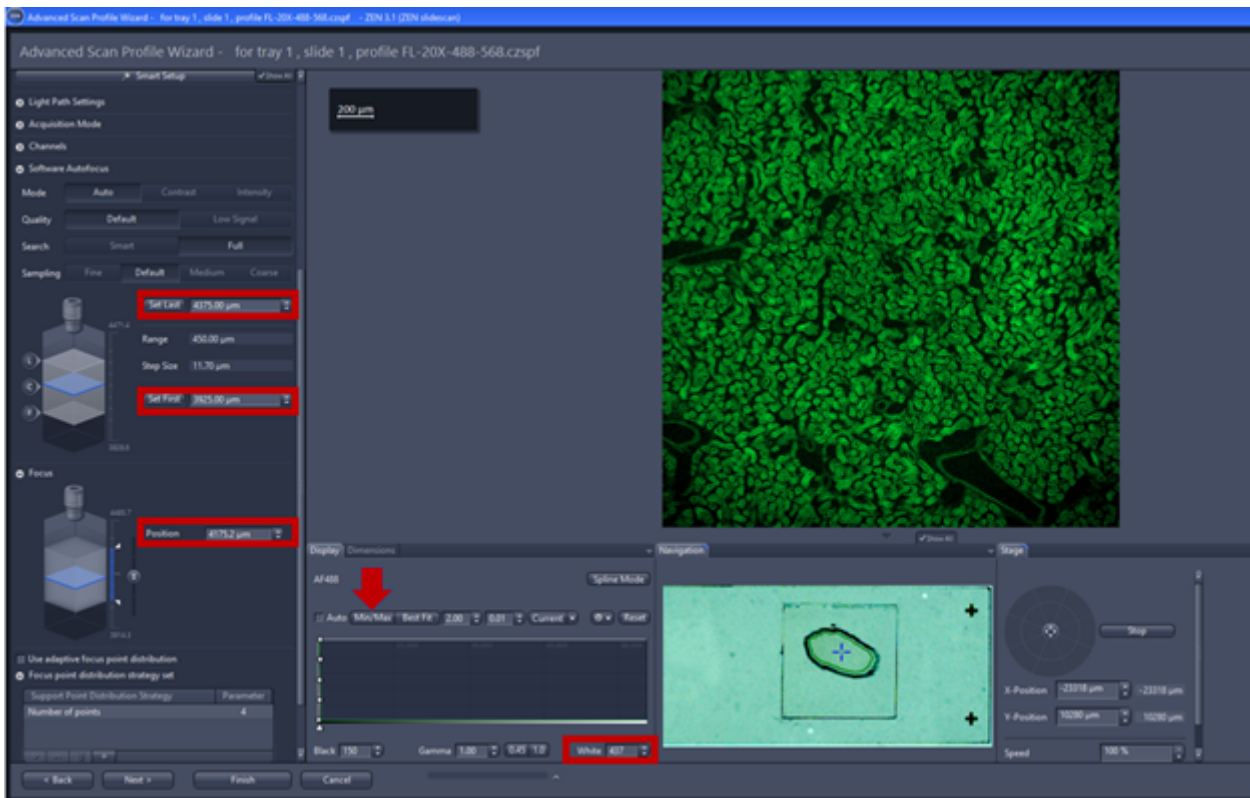 Advanced Scan Profile Wizard - for tray 1, slide 1, profile FL-20X-488-568.czspf - ZEN 3.1 (ZEN slidescan)
Advanced Scan Profile Wizard - for tray 1, slide 1, profile FL-20X-488-568.czspf
Smart Setup Show All
Light Path Settings
Acquisition Mode
Channels
Software Autofocus
Mode Auto Contrast Intensity
Quality Default Low Signal
Search Smart Full
Sampling Fine Default Medium Coarse
Set Last 4375.00 µm
Range 450.00 µm
Step Size 11.70 µm
Set First 3925.00 µm
L
C
F
Focus
Position 4175.2 µm
Use adaptive focus point distribution
Focus point distribution strategy set
Support Point Distribution Strategy Parameter
Number of points 4
< Back Next > Finish Cancel
200 µm
Show All
Display Dimensions
AF488 Spline Mode
Auto Min/Max Best Fit 2.00 0.01 Current Reset
Black 150 Gamma 1.00 0.45 1.0 White 437
Navigation
Stage
Stop
X-Position -23318 µm -23318 µm
Y-Position 10280 µm 10280 µm
Speed 100 %